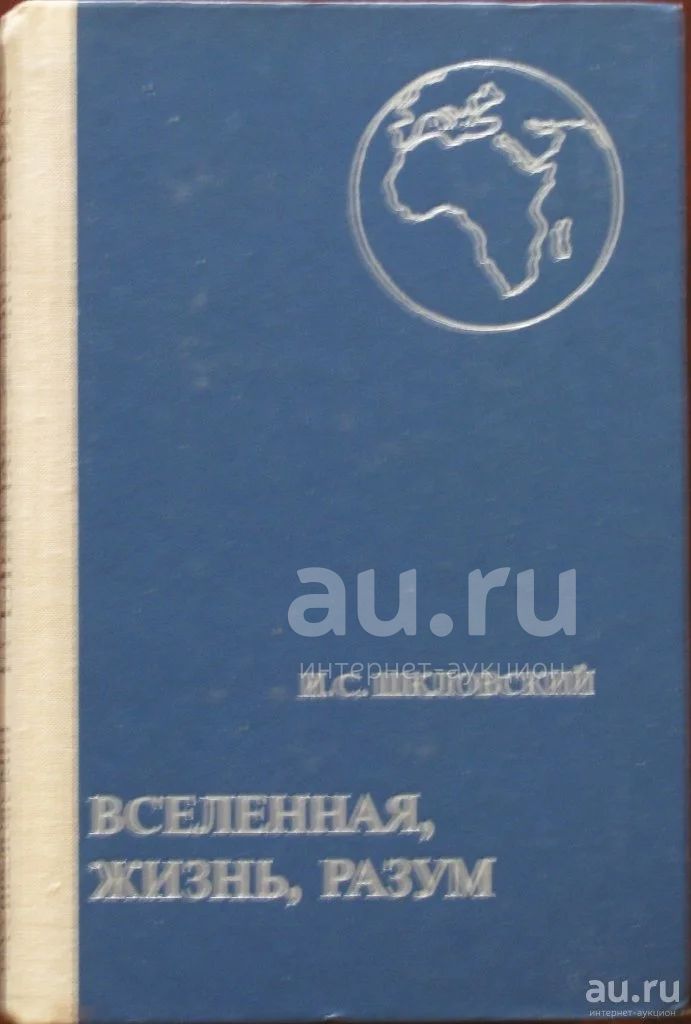 au.ru
интернет-аукцион
И.С. ШКЛОВСКИЙ
ВСЕЛЕННАЯ,
ЖИЗНЬ, РАЗУМ
au.ru
интернет-аукцион